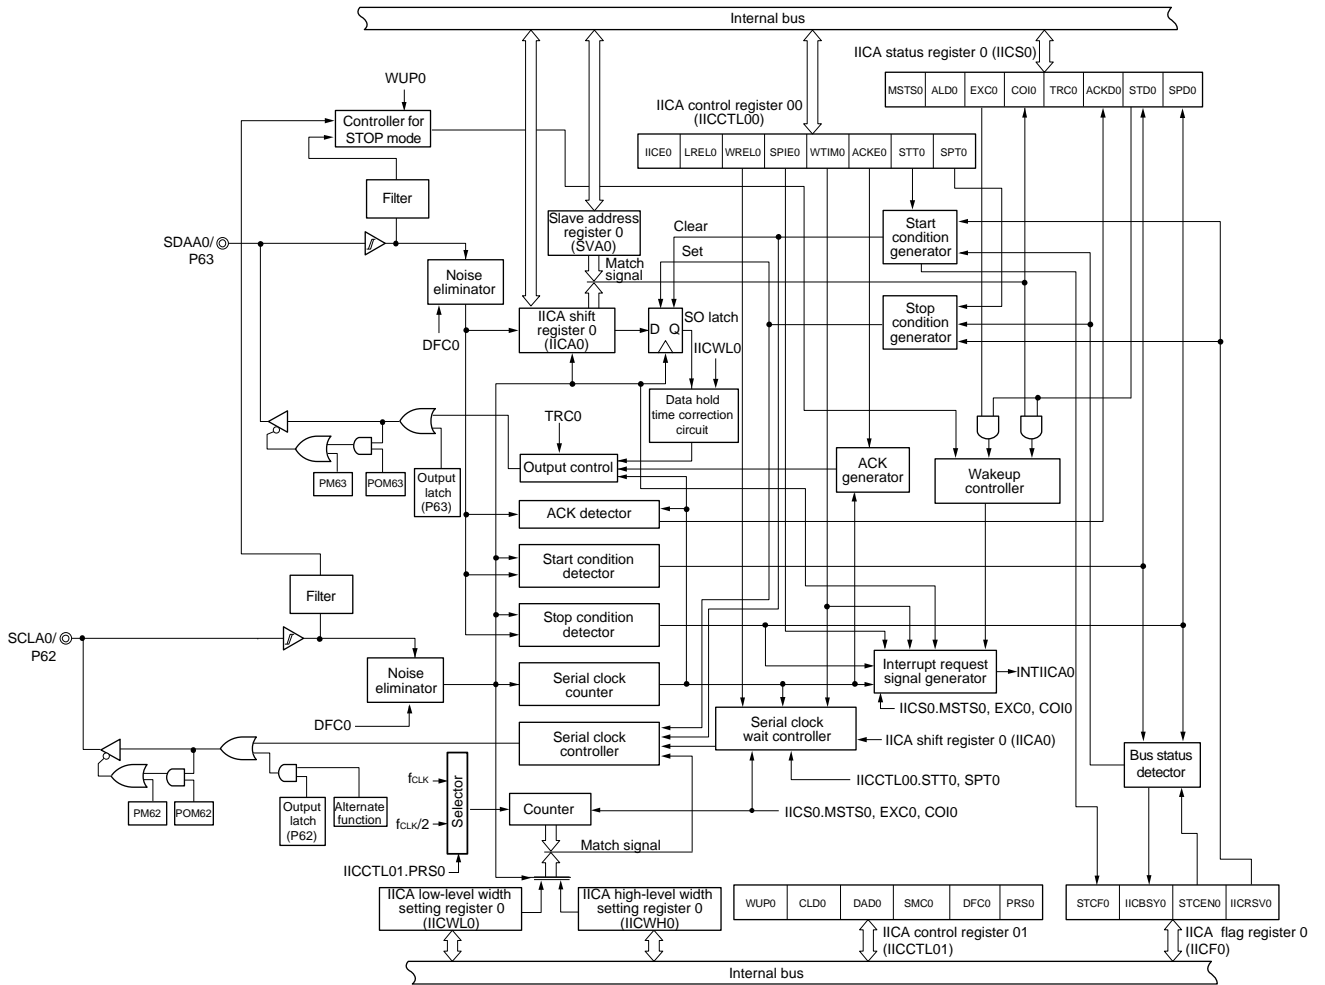 Internal bus
IICA status register 0 (IICS0)
WUP0
MSTS0 ALD0 EXC0 COI0 TRC0 ACKD0 STD0 SPD0
IICA control register 00
(IICCTL00)
Controller for
STOP mode
IICE0 LREL0 WREL0 SPIE0 WTIM0 ACKE0 STT0 SPT0
Filter
Slave address
register 0
(SVA0)
Clear
Start
condition
generator
SDAA0/
P63
Set
Match
signal
Noise
eliminator
DFC0
IICA shift
register 0
(IICA0)
D Q
SO latch
Stop
condition
generator
IICWL0
Data hold
time correction
circuit
TRC0
PM63
POM63
Output
latch
(P63)
Output control
ACK
generator
Wakeup
controller
ACK detector
Start condition
detector
Filter
Stop condition
detector
SCLA0/
P62
Noise
eliminator
Serial clock
counter
Interrupt request
signal generator
INTIICA0
DFC0
IICS0.MSTS0, EXC0, COI0
Serial clock
controller
Serial clock
wait controller
IICA shift register 0 (IICA0)
Bus status
detector
IICCTL00.STT0, SPT0
PM62
POM62
Output
latch
(P62)
Alternate
function
fCLK
fCLK/2
Selector
Counter
IICS0.MSTS0, EXC0, COI0
Match signal
IICCTL01.PRS0
IICA low-level width
setting register 0
(IICWL0)
IICA high-level width
setting register 0
(IICWH0)
WUP0 CLD0 DAD0 SMC0 DFC0 PRS0
STCF0 IICBSY0 STCEN0 IICRSV0
IICA control register 01
(IICCTL01)
IICA flag register 0
(IICF0)
Internal bus